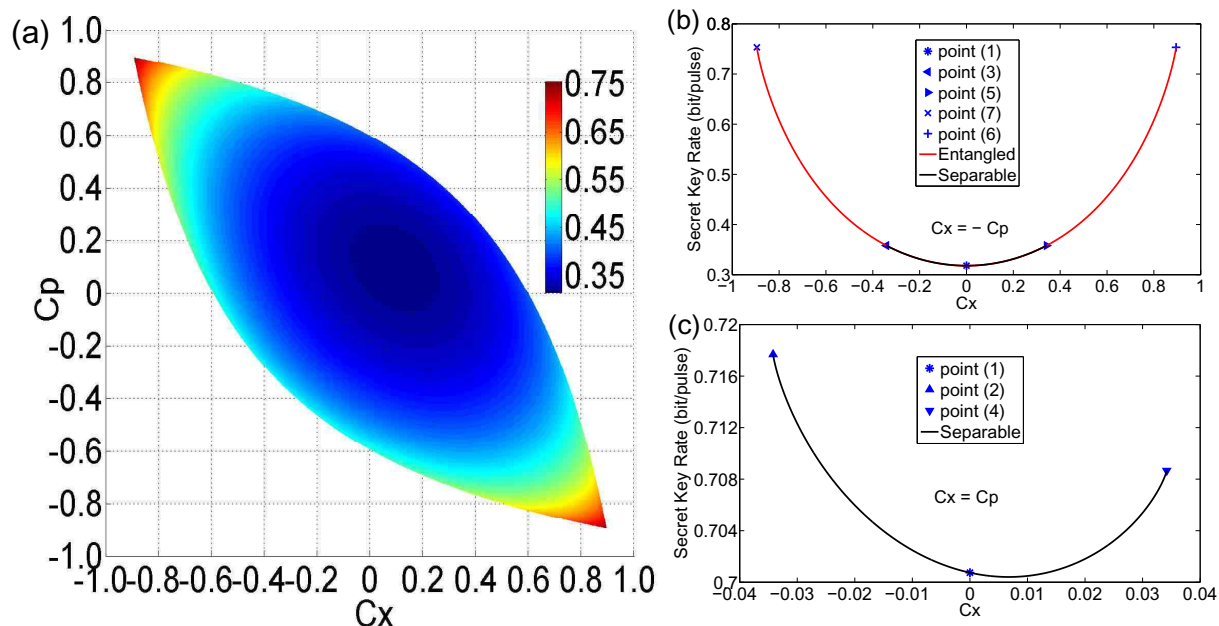 (a)
1.0
0.8
0.6
0.4
0.2
0
-0.2
-0.4
-0.6
-0.8
-1.0
Cp
-1.0 -0.8 -0.6 -0.4 -0.2 0 0.2 0.4 0.6 0.8 1.0
Cx
0.75
0.65
0.55
0.45
0.35
(b)
0.8
0.7
0.6
0.5
0.4
0.3
Secret Key Rate (bit/pulse)
point (1)
point (3)
point (5)
point (7)
point (6)
Entangled
Separable
Cx = − Cp
−1 −0.8 −0.6 −0.4 −0.2 0 0.2 0.4 0.6 0.8 1
Cx
(c)
0.72
0.716
0.712
0.708
0.704
0.7
Secret Key Rate (bit/pulse)
point (1)
point (2)
point (4)
Separable
Cx = Cp
−0.04 −0.03 −0.02 −0.01 0 0.01 0.02 0.03 0.04
Cx